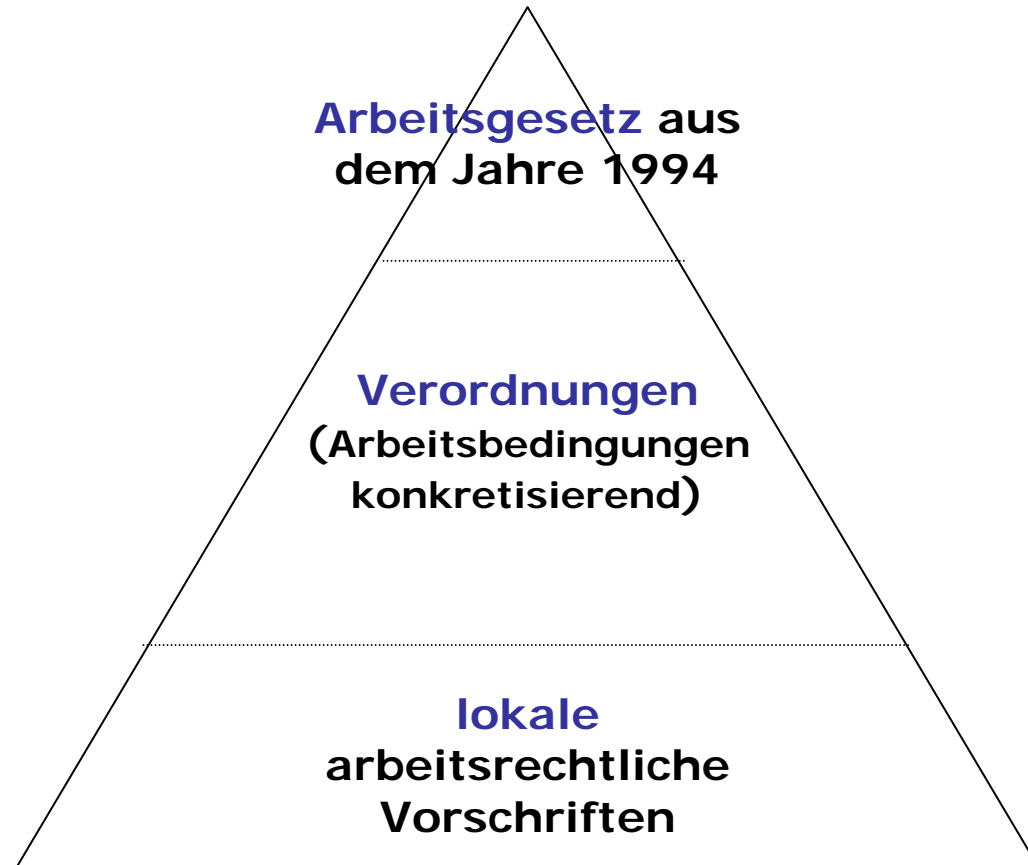 Arbeitsgesetz aus
dem Jahre 1994
Verordnungen
(Arbeitsbedingungen
konkretisierend)
lokale
arbeitsrechtliche
Vorschriften